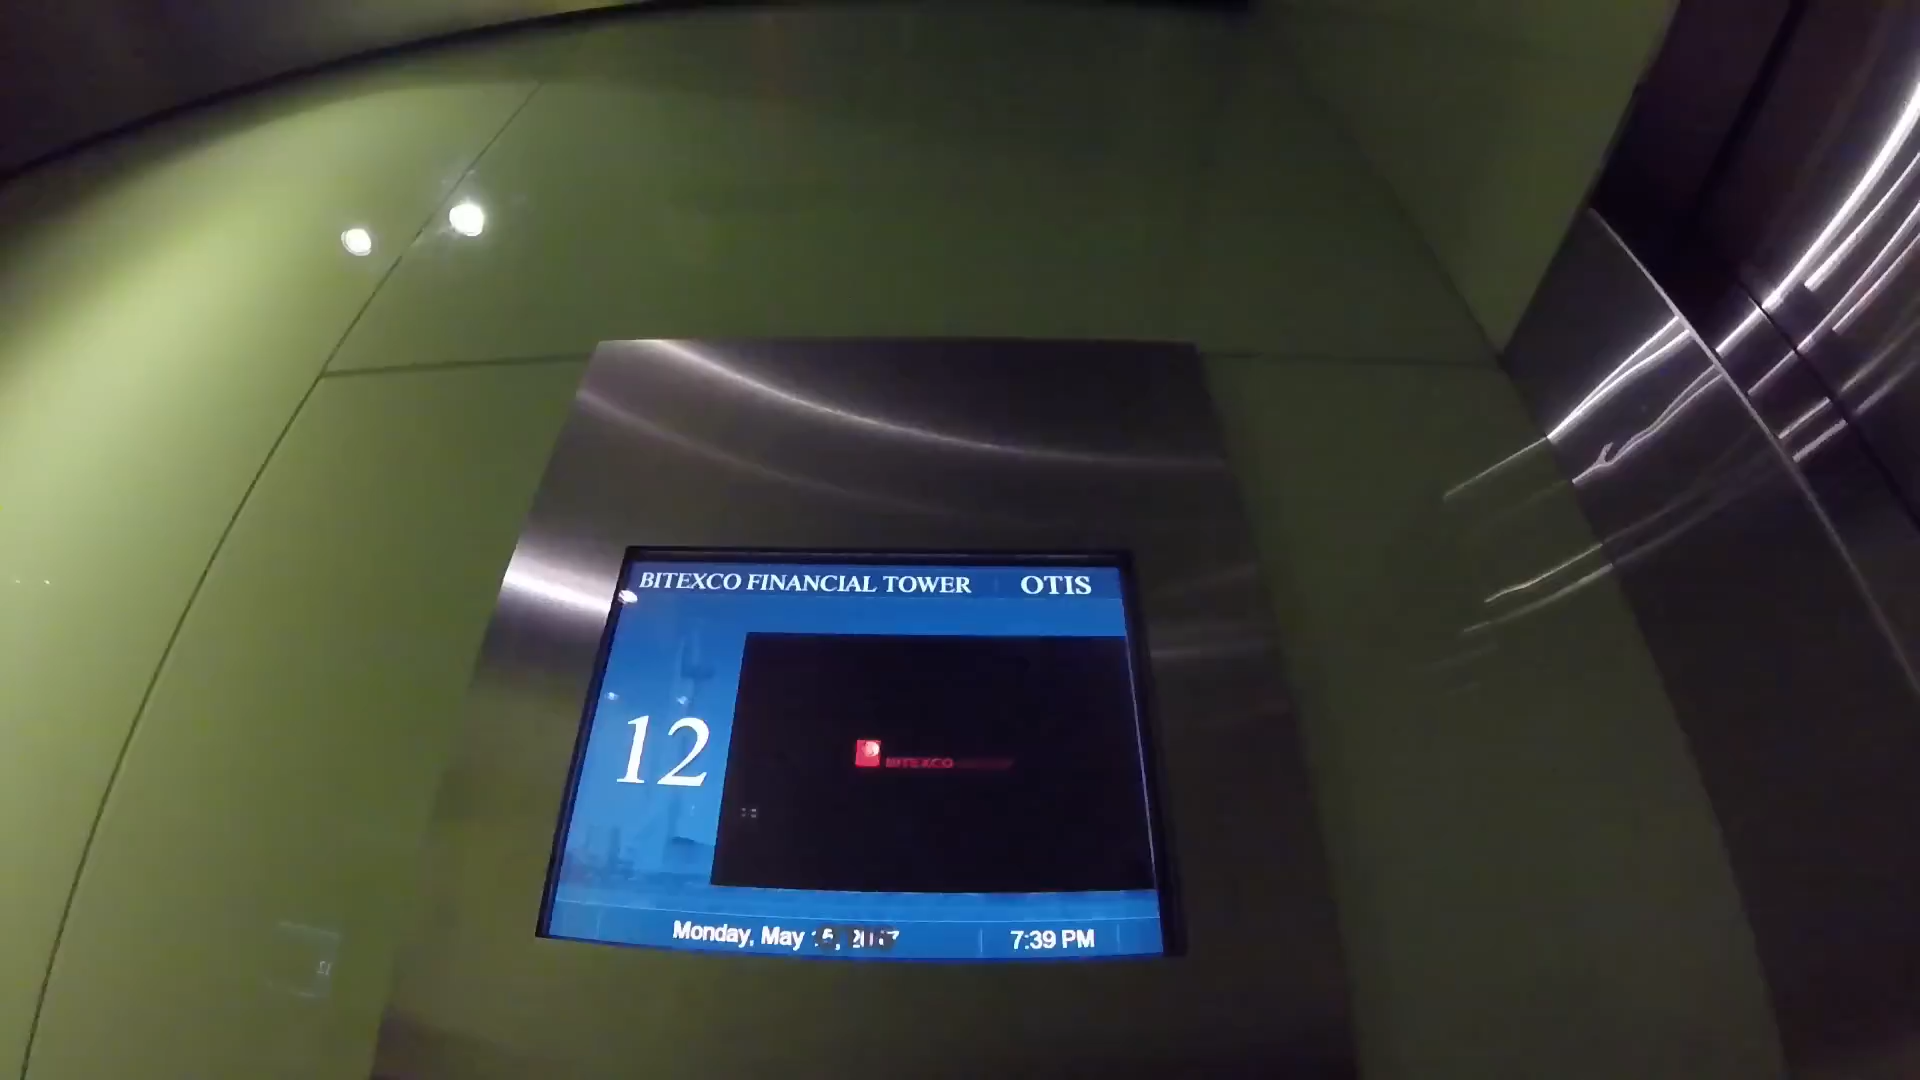 BITEXCO FINANCIAL TOWER OTIS
12
BITEXCO
Monday, May 7:39 PM